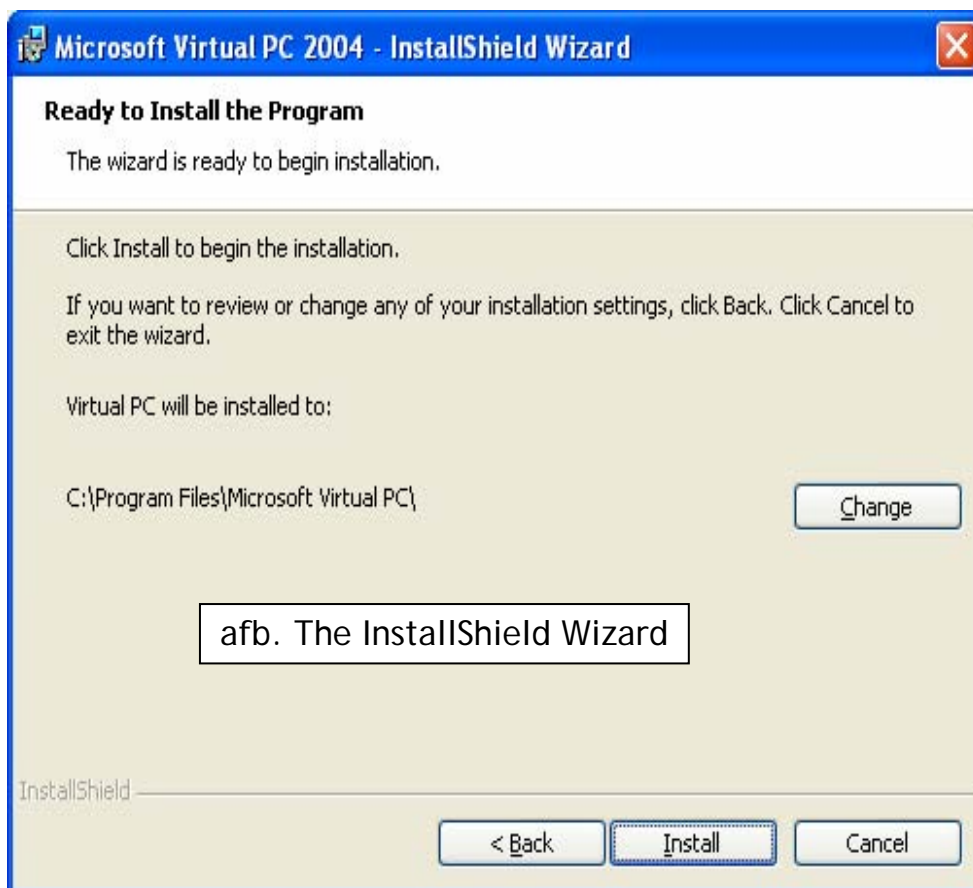 Microsoft Virtual PC 2004 - InstallShield Wizard
Ready to Install the Program
The wizard is ready to begin installation.
Click Install to begin the installation.
If you want to review or change any of your installation settings, click Back. Click Cancel to
exit the wizard.
Virtual PC will be installed to:
C:\Program Files\Microsoft Virtual PC\
Change
afb. The InstallShield Wizard
InstallShield
< Back
Install
Cancel